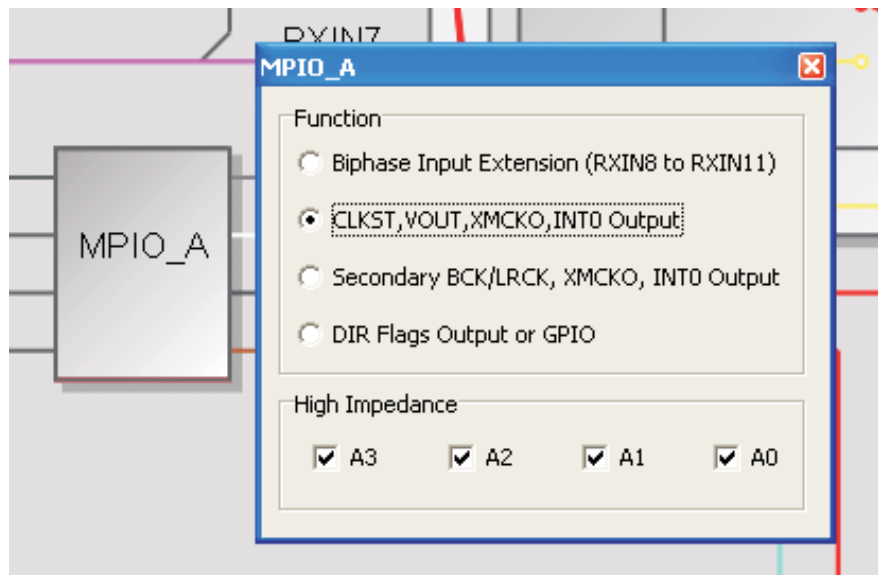 RXIN7
MPIO_A
Function
Biphase Input Extension (RXIN8 to RXIN11)
CLKST,VOUT,XMCKO,INT0 Output
Secondary BCK/LRCK, XMCKO, INT0 Output
DIR Flags Output or GPIO
MPIO_A
High Impedance
A3 A2 A1 A0